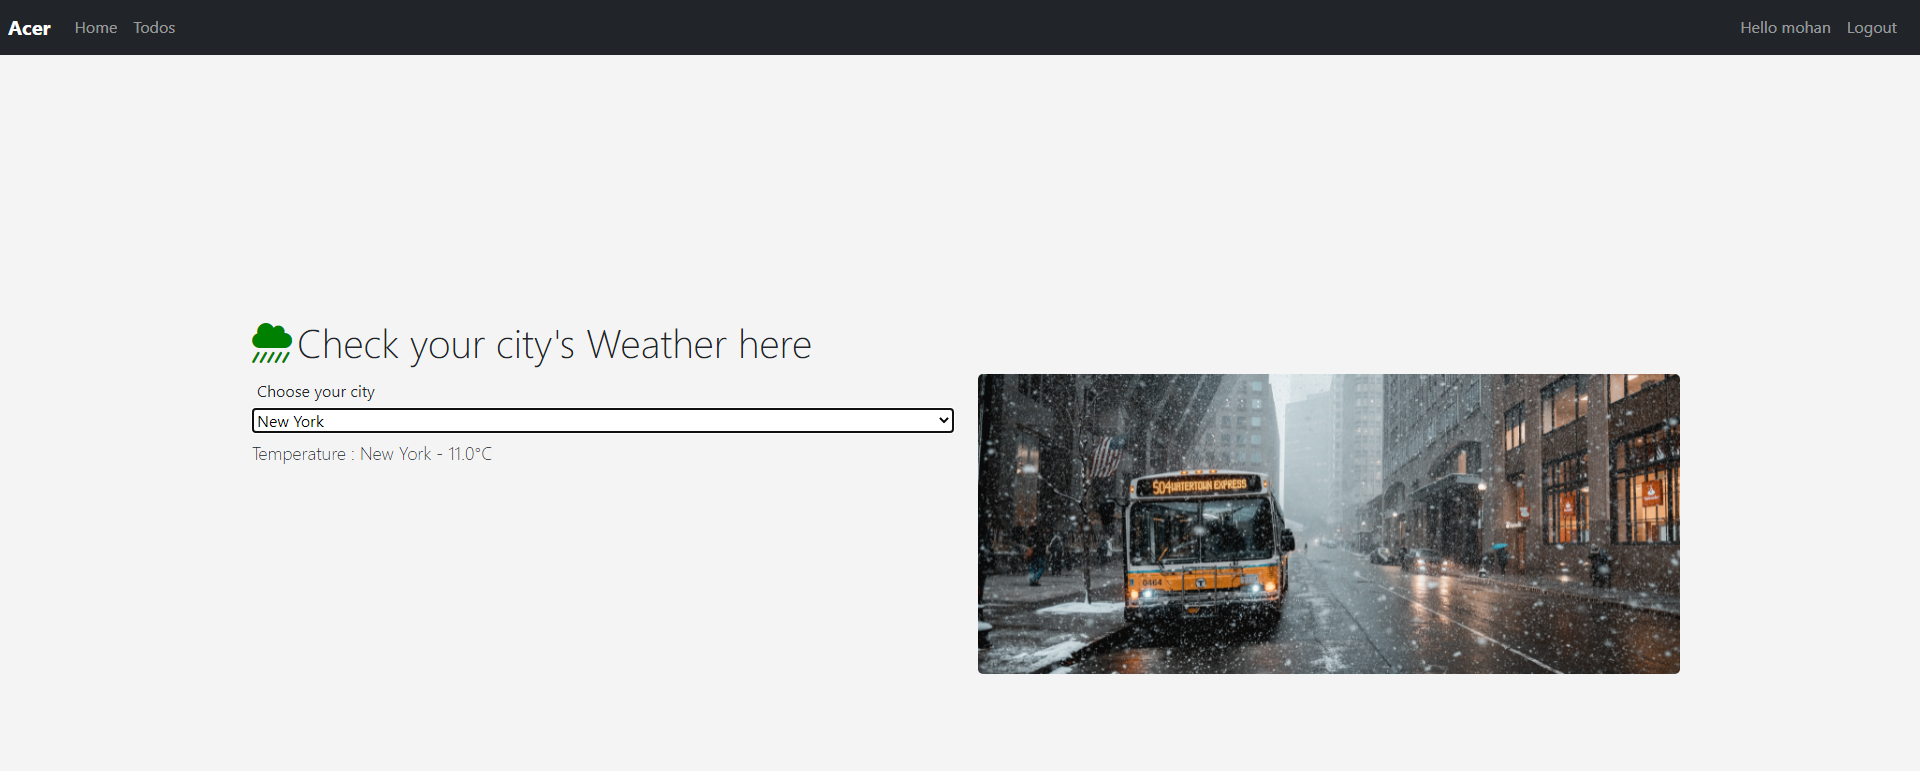 Acer Home Todos Hello mohan Logout
Check your city's Weather here
Choose your city
New York
Temperature : New York - 11.0°C
504 WATERTOWN EXPRESS
0464
T